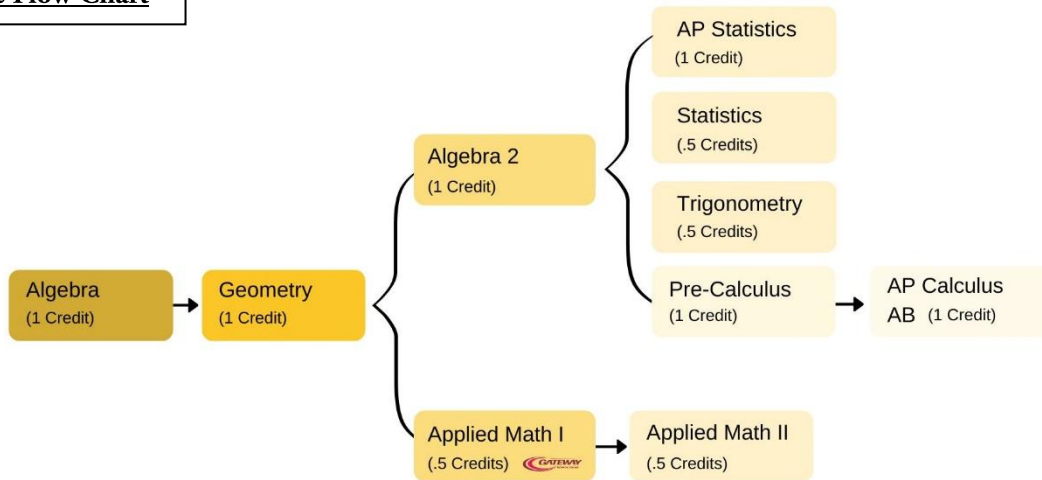 Flow Chart
AP Statistics
(1 Credit)
Statistics
(.5 Credits)
Algebra 2
(1 Credit)
Trigonometry
(.5 Credits)
Algebra
(1 Credit)
Geometry
(1 Credit)
Pre-Calculus
(1 Credit)
AP Calculus
AB (1 Credit)
Applied Math I
(.5 Credits) GATEWAY
Applied Math II
(.5 Credits)